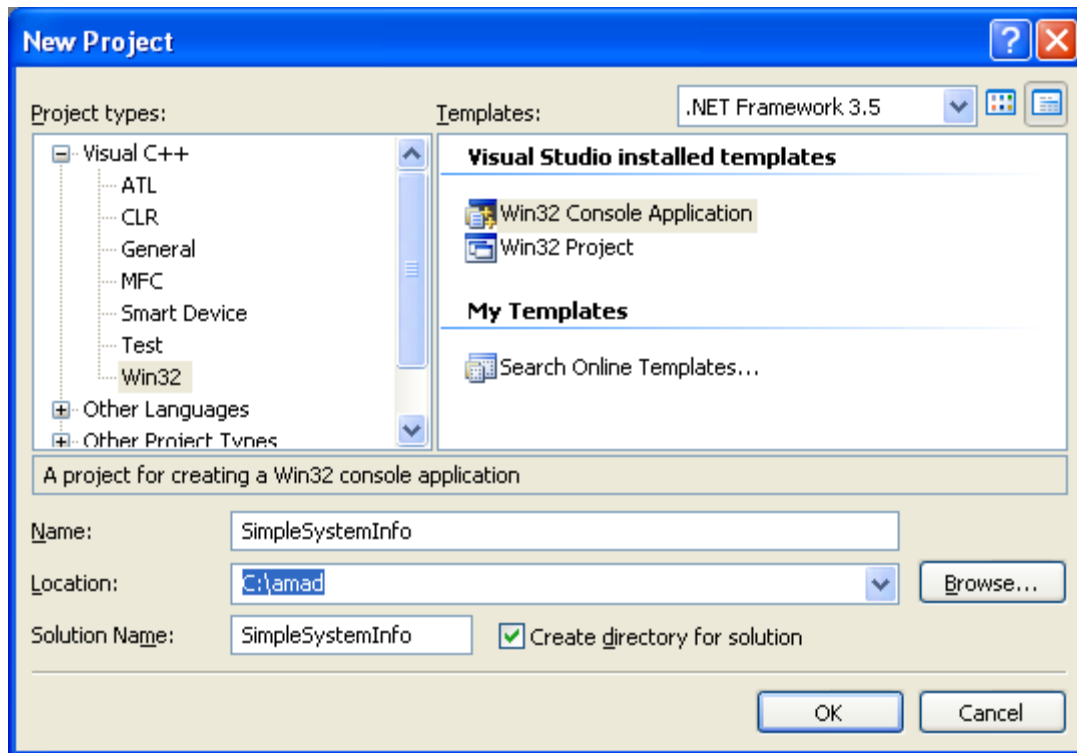 New Project
Project types:
Templates:
.NET Framework 3.5
Visual C++
ATL
CLR
General
MFC
Smart Device
Test
Win32
Other Languages
Other Project Types
Visual Studio installed templates
Win32 Console Application
Win32 Project
My Templates
Search Online Templates...
A project for creating a Win32 console application
Name:
SimpleSystemInfo
Location:
C:\amad
Browse...
Solution Name:
SimpleSystemInfo
Create directory for solution
OK
Cancel